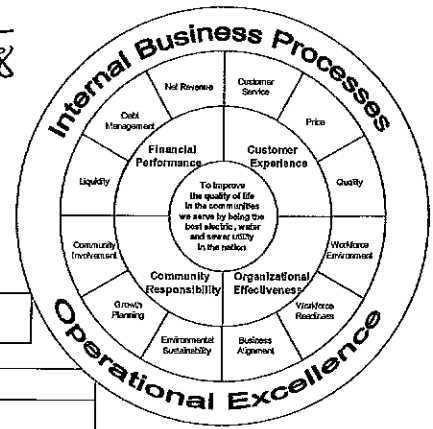 Internal Business Processes
Net Revenue
Customer
Service
Debt
Management
Price
Financial
Performance
Customer
Experience
Liquidity
Quality
To improve
the quality of life
in the communities
we serve by being the
best electric, water
and sewer utility
in the nation
Community
Involvement
Workforce
Environment
Community
Responsibility
Organizational
Effectiveness
Growth
Planning
Workforce
Readiness
Environmental
Sustainability
Business
Alignment
Operational Excellence